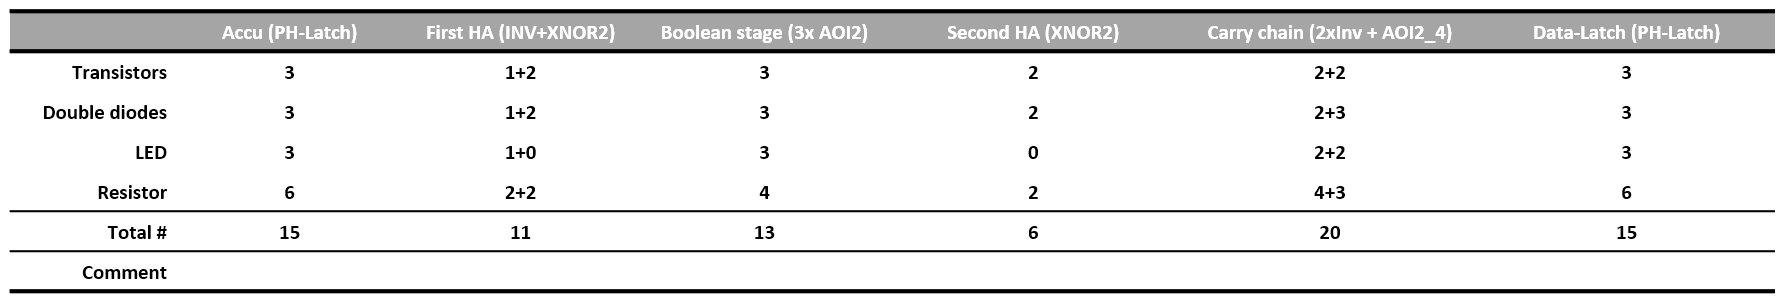 Accu (PH-Latch) First HA (INV+XNOR2) Boolean stage (3x AOI2) Second HA (XNOR2) Carry chain (2xInv + AOI2_4) Data-Latch (PH-Latch)
Transistors 3 1+2 3 2 2+2 3
Double diodes 3 1+2 3 2 2+3 3
LED 3 1+0 3 0 2+2 3
Resistor 6 2+2 4 2 4+3 6
Total # 15 11 13 6 20 15
Comment